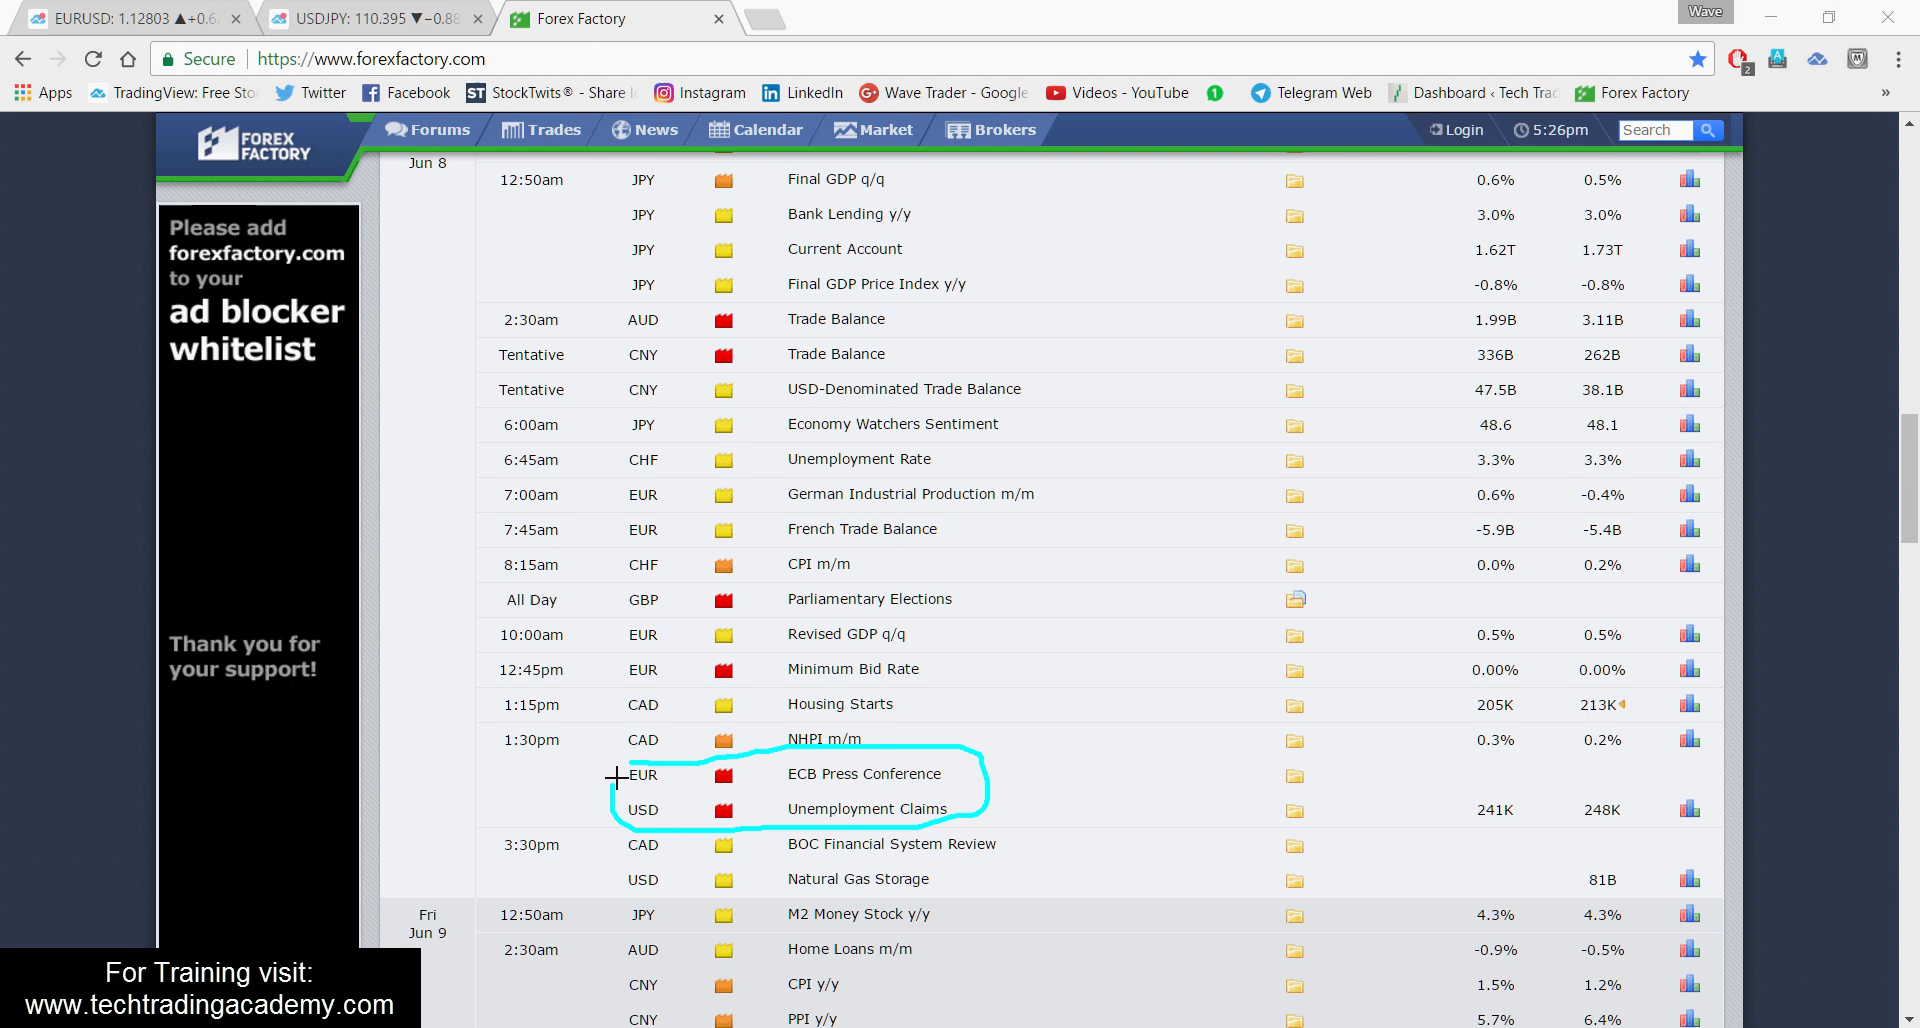 EURUSD: 1.12803 ▲+0.6
USDJPY: 110.395 ▼−0.88
Forex Factory
Wave
Secure
https://www.forexfactory.com
2
Apps
TradingView: Free Sto
Twitter
Facebook
ST
StockTwits® - Share
Instagram
LinkedIn
Wave Trader - Google
Videos - YouTube
1
Telegram Web
Dashboard ‹ Tech Tra
Forex Factory
»
FOREX
FACTORY
Forums
Trades
News
Calendar
Market
Brokers
Login
5:26pm
Search
Please add
forexfactory.com
to your
ad blocker
whitelist
Thank you for
your support!
Jun 8
12:50am JPY Final GDP q/q 0.6% 0.5%
JPY Bank Lending y/y 3.0% 3.0%
JPY Current Account 1.62T 1.73T
JPY Final GDP Price Index y/y -0.8% -0.8%
2:30am AUD Trade Balance 1.99B 3.11B
Tentative CNY Trade Balance 336B 262B
Tentative CNY USD-Denominated Trade Balance 47.5B 38.1B
6:00am JPY Economy Watchers Sentiment 48.6 48.1
6:45am CHF Unemployment Rate 3.3% 3.3%
7:00am EUR German Industrial Production m/m 0.6% -0.4%
7:45am EUR French Trade Balance -5.9B -5.4B
8:15am CHF CPI m/m 0.0% 0.2%
All Day GBP Parliamentary Elections
10:00am EUR Revised GDP q/q 0.5% 0.5%
12:45pm EUR Minimum Bid Rate 0.00% 0.00%
1:15pm CAD Housing Starts 205K 213K
1:30pm CAD NHPI m/m 0.3% 0.2%
EUR ECB Press Conference
USD Unemployment Claims 241K 248K
3:30pm CAD BOC Financial System Review
USD Natural Gas Storage 81B
Fri
Jun 9
12:50am JPY M2 Money Stock y/y 4.3% 4.3%
2:30am AUD Home Loans m/m -0.9% -0.5%
CNY CPI y/y 1.5% 1.2%
CNY PPI y/y 5.7% 6.4%
For Training visit:
www.techtradingacademy.com